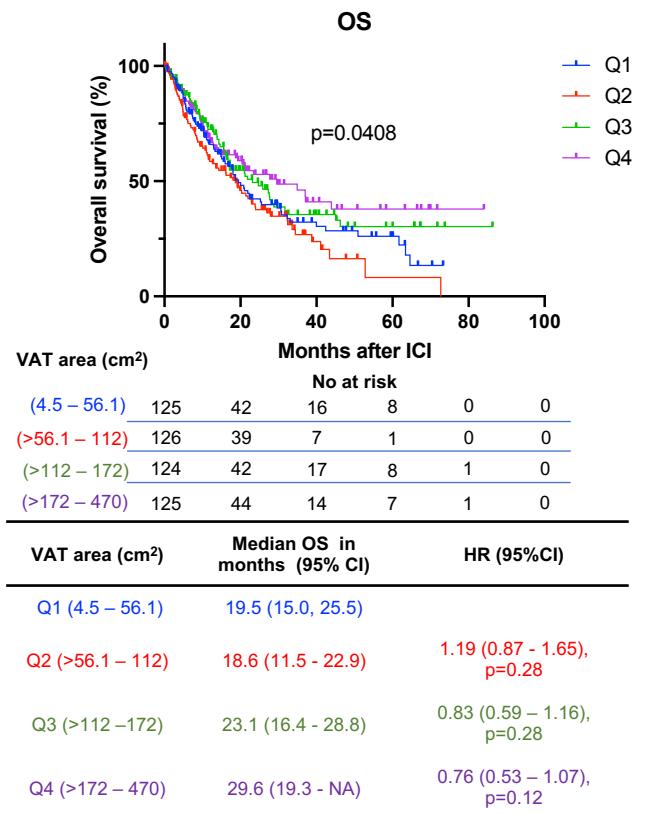 OS
Overall survival (%)
100
50
0
p=0.0408
Q1
Q2
Q3
Q4
0 20 40 60 80 100
Months after ICI
VAT area (cm²)
No at risk
(4.5 – 56.1) 125 42 16 8 0 0
(>56.1 – 112) 126 39 7 1 0 0
(>112 – 172) 124 42 17 8 1 0
(>172 – 470) 125 44 14 7 1 0
VAT area (cm²) Median OS in months (95% CI) HR (95%CI)
Q1 (4.5 – 56.1) 19.5 (15.0, 25.5)
Q2 (>56.1 – 112) 18.6 (11.5 - 22.9) 1.19 (0.87 - 1.65), p=0.28
Q3 (>112 –172) 23.1 (16.4 - 28.8) 0.83 (0.59 – 1.16), p=0.28
Q4 (>172 – 470) 29.6 (19.3 - NA) 0.76 (0.53 – 1.07), p=0.12